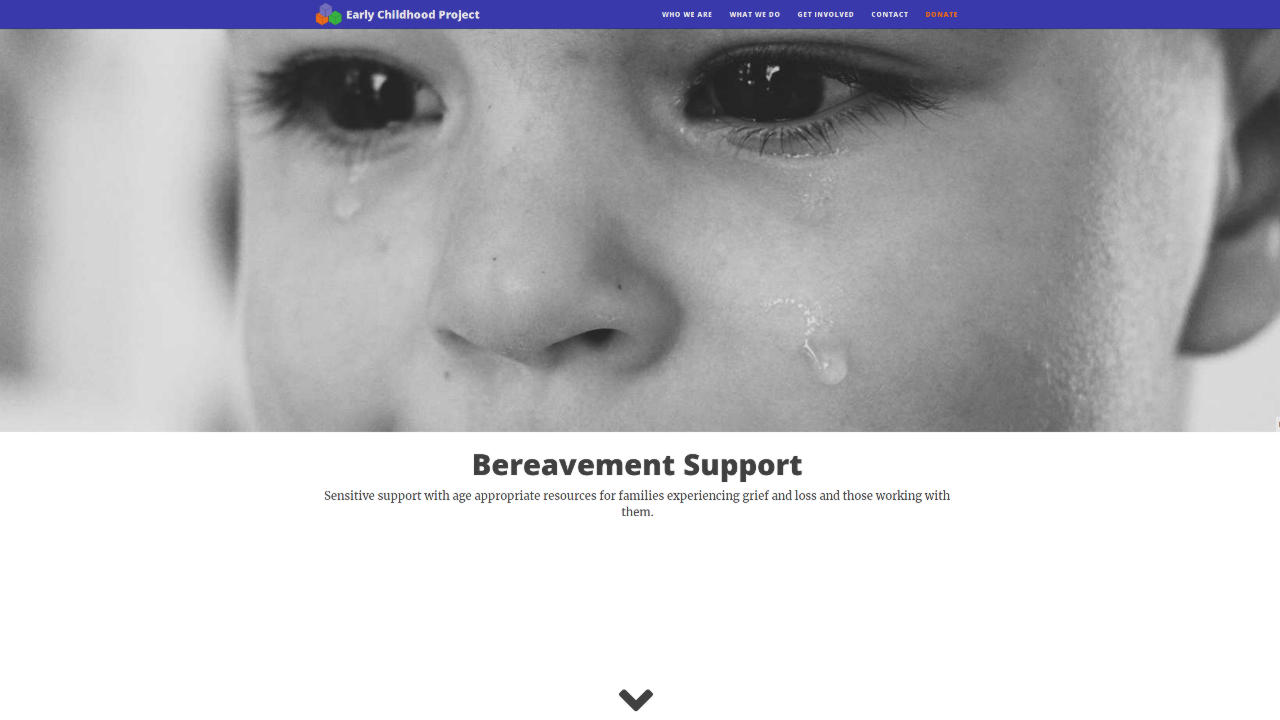 Early Childhood Project
WHO WE ARE
WHAT WE DO
GET INVOLVED
CONTACT
DONATE
Bereavement Support
Sensitive support with age appropriate resources for families experiencing grief and loss and those working with
them.